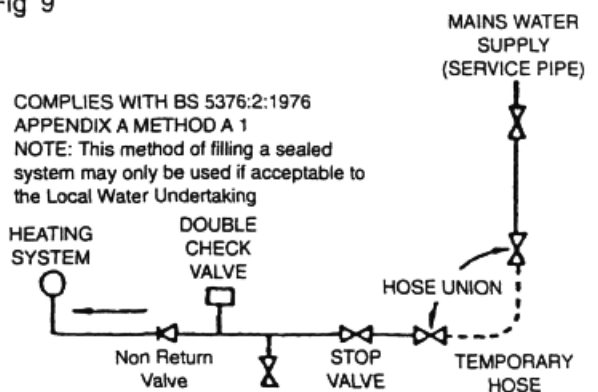 Fig 9
MAINS WATER
SUPPLY
(SERVICE PIPE)
COMPLIES WITH BS 5376:2:1976
APPENDIX A METHOD A 1
NOTE: This method of filling a sealed
system may only be used if acceptable to
the Local Water Undertaking
HEATING
SYSTEM
DOUBLE
CHECK
VALVE
HOSE UNION
Non Return
Valve
STOP
VALVE
TEMPORARY
HOSE